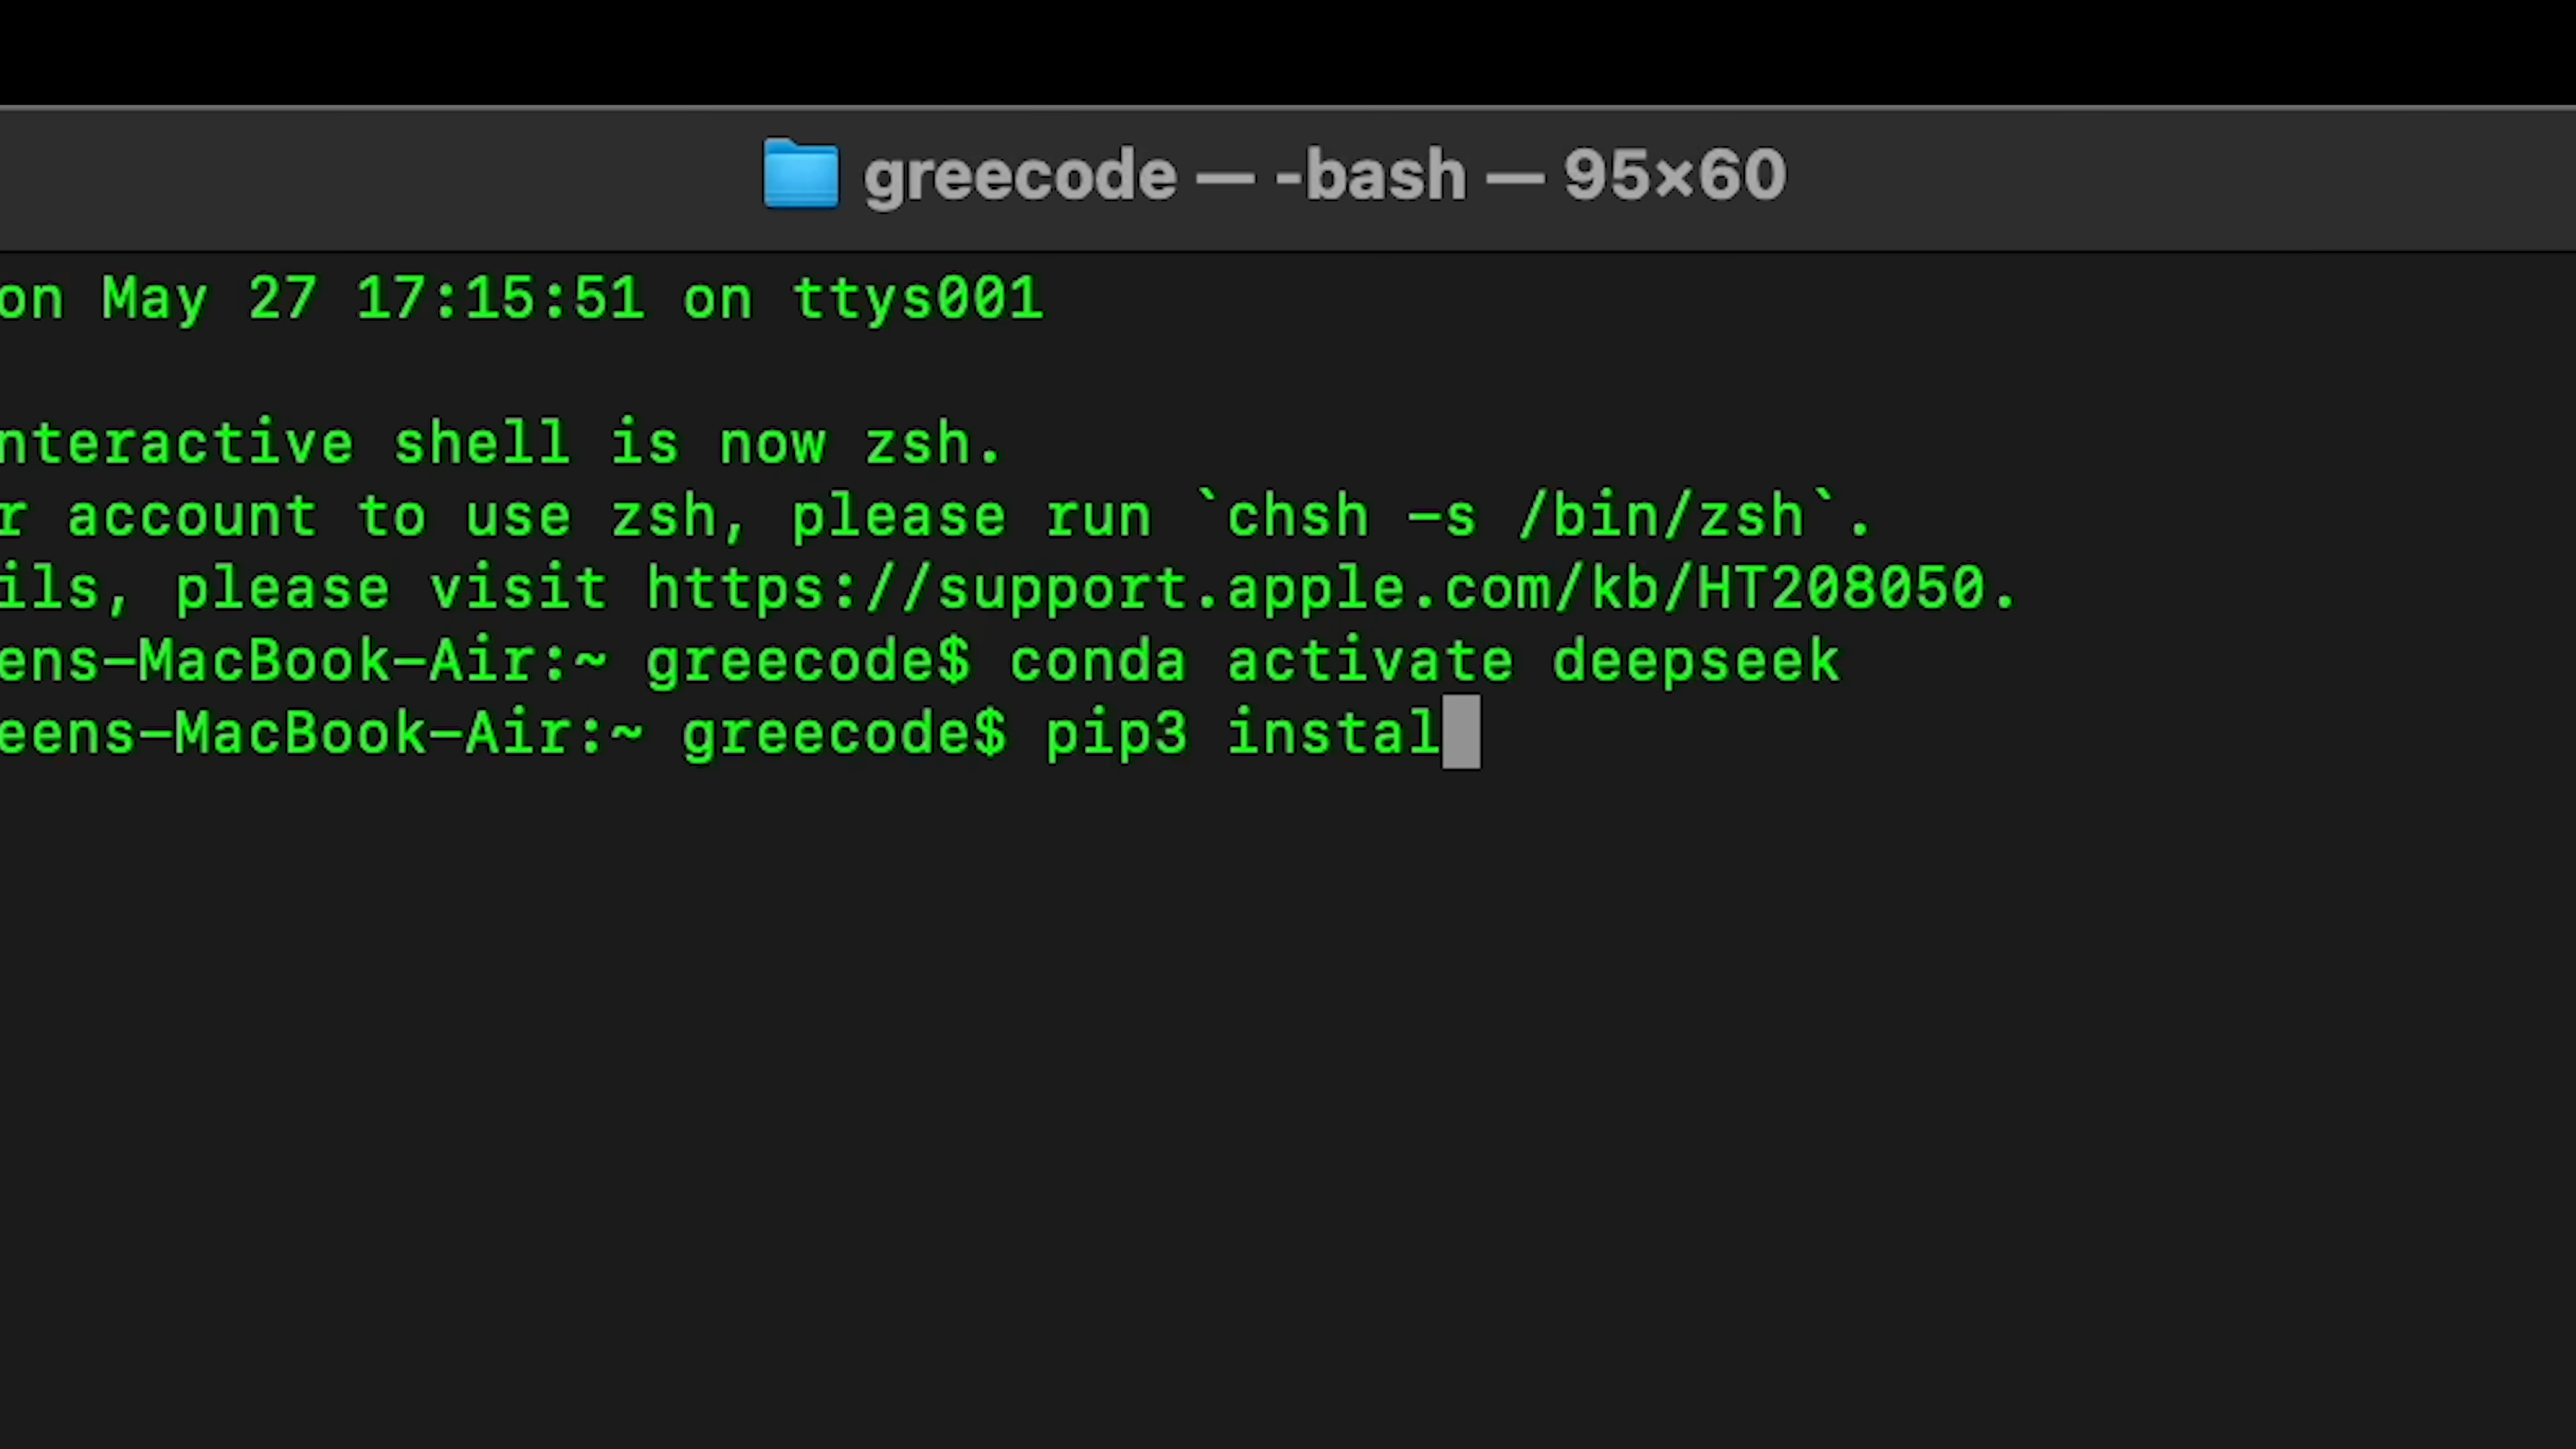 greecode — -bash — 95×60
on May 27 17:15:51 on ttys001
nteractive shell is now zsh.
r account to use zsh, please run `chsh -s /bin/zsh`.
ils, please visit https://support.apple.com/kb/HT208050.
ens-MacBook-Air:~ greecode$ conda activate deepseek
eens-MacBook-Air:~ greecode$ pip3 instal